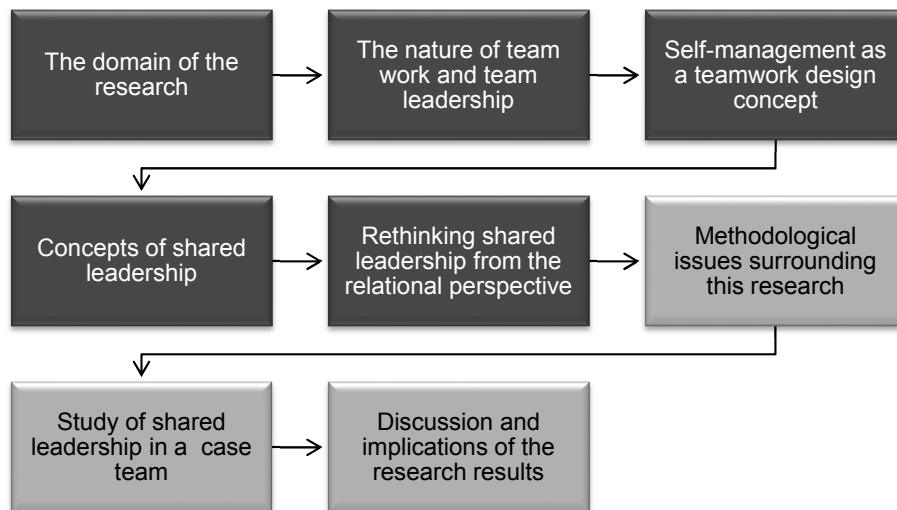 The domain of the
research
The nature of team
work and team
leadership
Self-management as
a teamwork design
concept
Concepts of shared
leadership
Rethinking shared
leadership from the
relational perspective
Methodological
issues surrounding
this research
Study of shared
leadership in a case
team
Discussion and
implications of the
research results